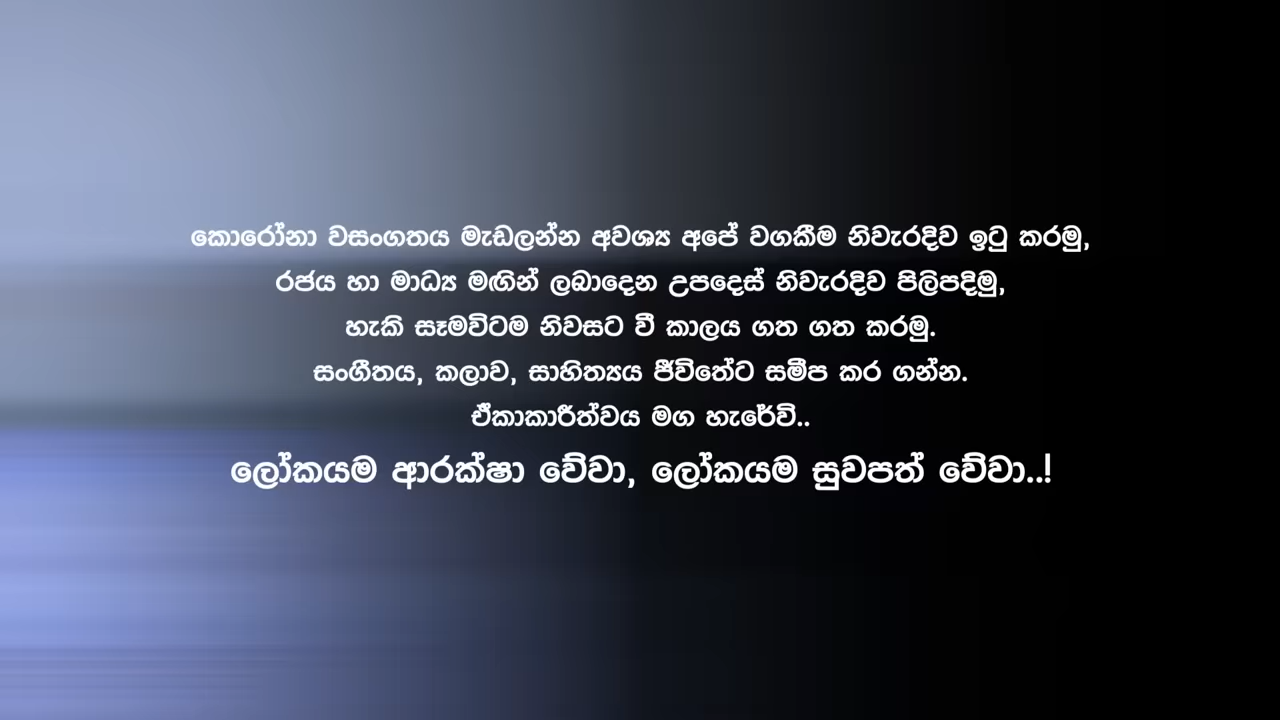 කොරෝනා වසංගතය මැඩලන්න අවශ්‍ය අපේ වගකීම නිවැරදිව ඉටු කරමු,
රජය හා මාධ්‍ය මඟින් ලබාදෙන උපදෙස් නිවැරදිව පිලිපදිමු,
හැකි සෑමවිටම නිවසට වී කාලය ගත ගත කරමු.
සංගීතය, කලාව, සාහිත්‍යය ජීවිතේට සමීප කර ගන්න.
ඒකාකාරීත්වය මග හැරේවි..
ලෝකයම ආරක්ෂා වේවා, ලෝකයම සුවපත් වේවා..!